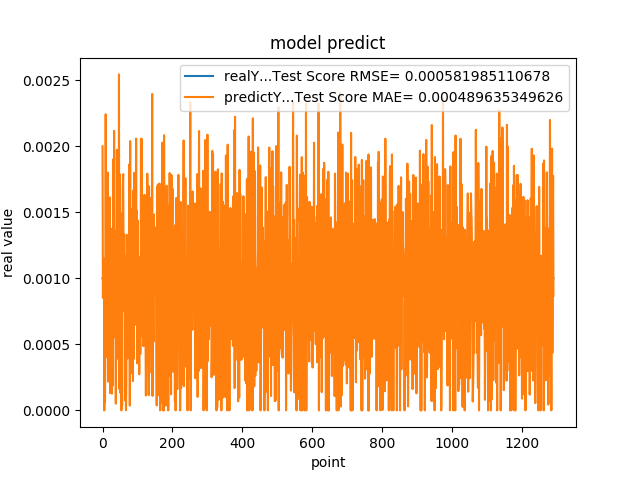 model predict
realY...Test Score RMSE= 0.000581985110678
predictY...Test Score MAE= 0.000489635349626
real value
0.0025
0.0020
0.0015
0.0010
0.0005
0.0000
0 200 400 600 800 1000 1200
point